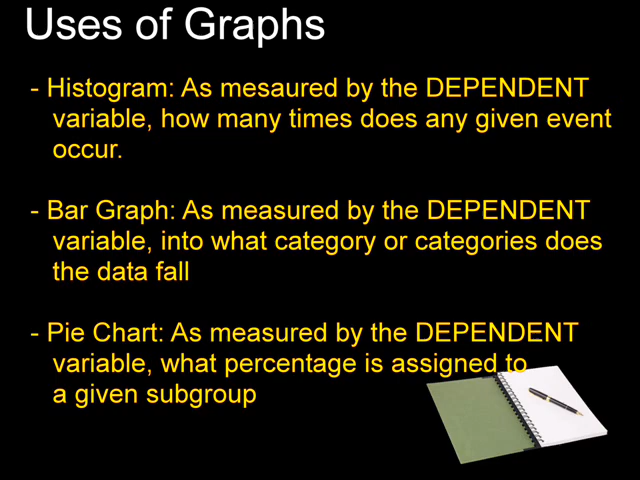 Uses of Graphs
- Histogram: As mesaured by the DEPENDENT
variable, how many times does any given event
occur.
- Bar Graph: As measured by the DEPENDENT
variable, into what category or categories does
the data fall
- Pie Chart: As measured by the DEPENDENT
variable, what percentage is assigned to
a given subgroup